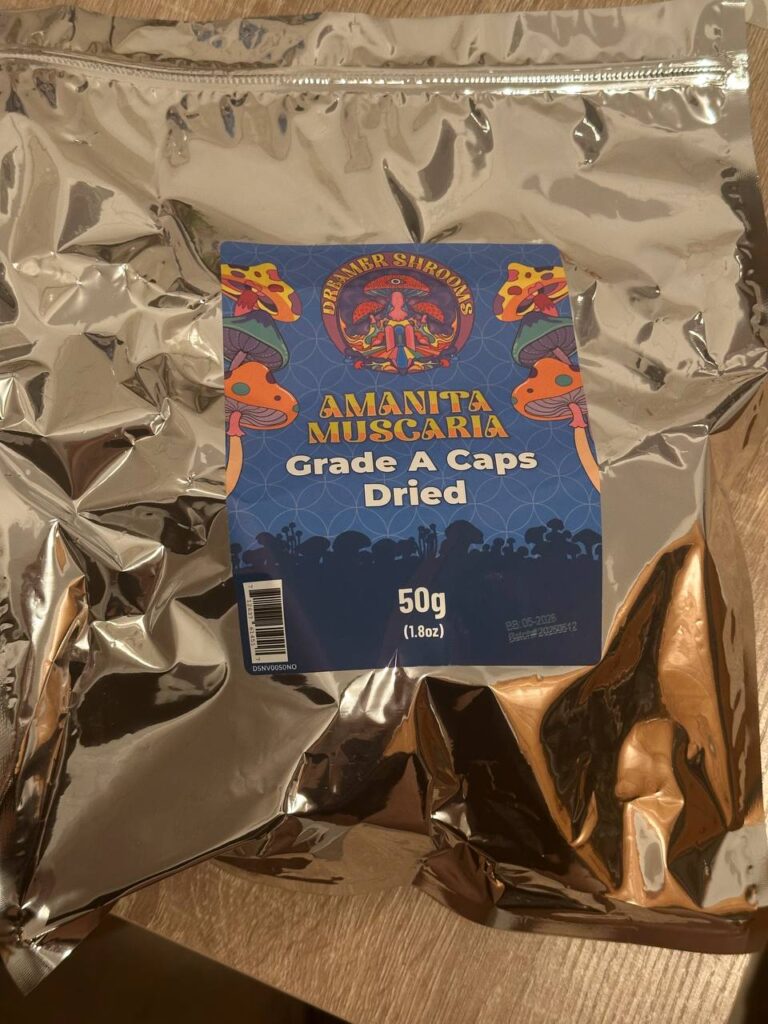 DREAMER SHROOMS
AMANITA
MUSCARIA
Grade A Caps
Dried
50g
(1.8oz)
BB: 05-2028
Batch# 20250612
DSNV0050NO